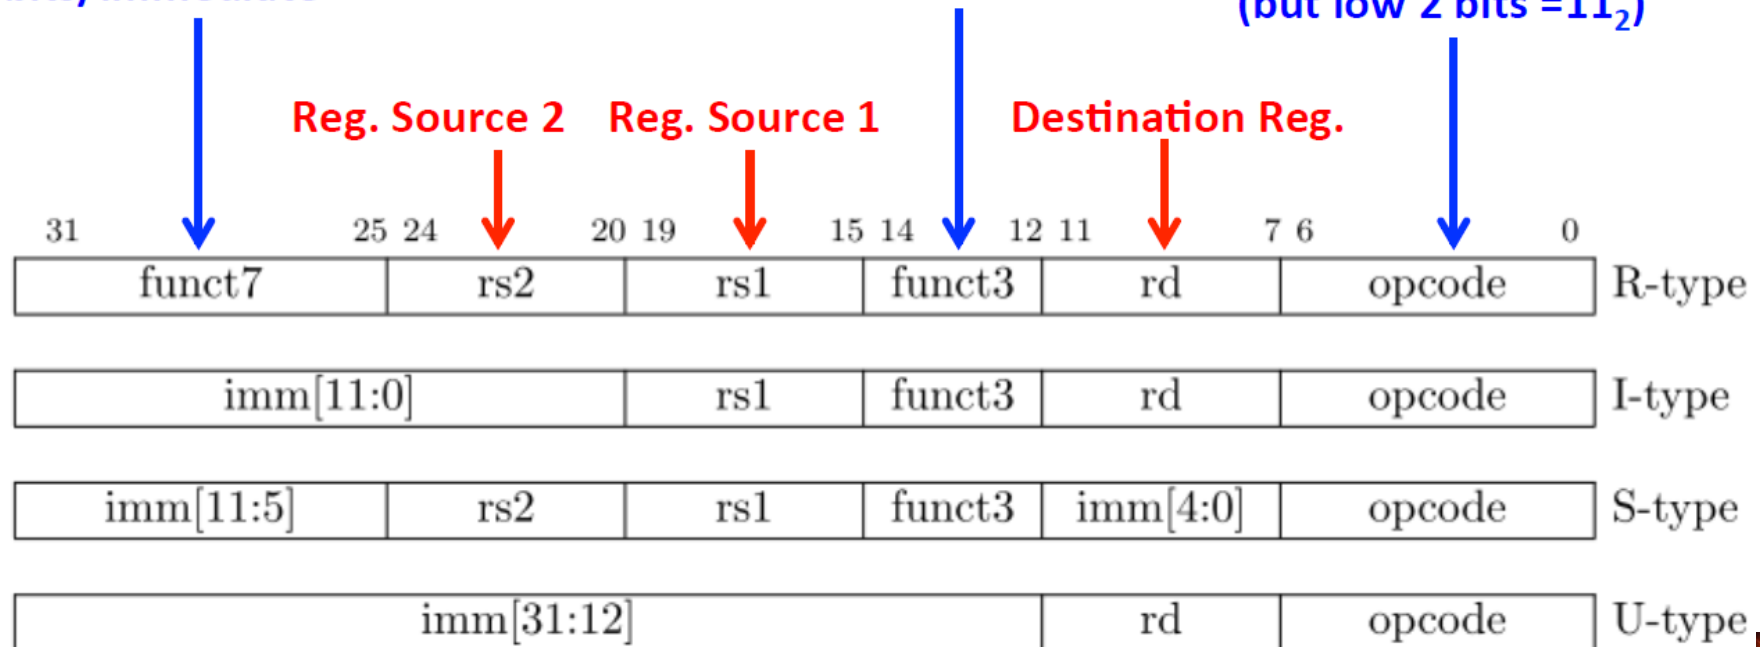 (but low 2 bits =11₂)
Reg. Source 2 Reg. Source 1 Destination Reg.
31 25 24 20 19 15 14 12 11 7 6 0
funct7 rs2 rs1 funct3 rd opcode R-type
imm[11:0] rs1 funct3 rd opcode I-type
imm[11:5] rs2 rs1 funct3 imm[4:0] opcode S-type
imm[31:12] rd opcode U-type